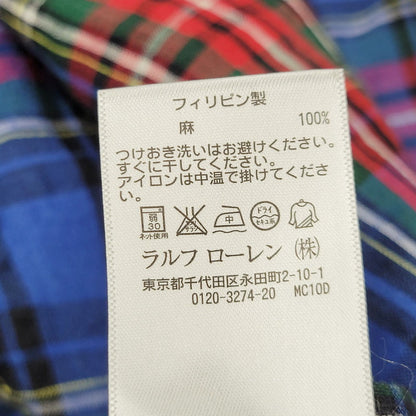 フィリピン製
麻 100%
つけおき洗いはお避けください。
すぐに干してください。
アイロンは中温で掛けてください。
弱 30 中 ドライ セキユ系
ネット使用
ラルフ ローレン (株)
東京都千代田区永田町2-10-1
0120-3274-20 MC10D